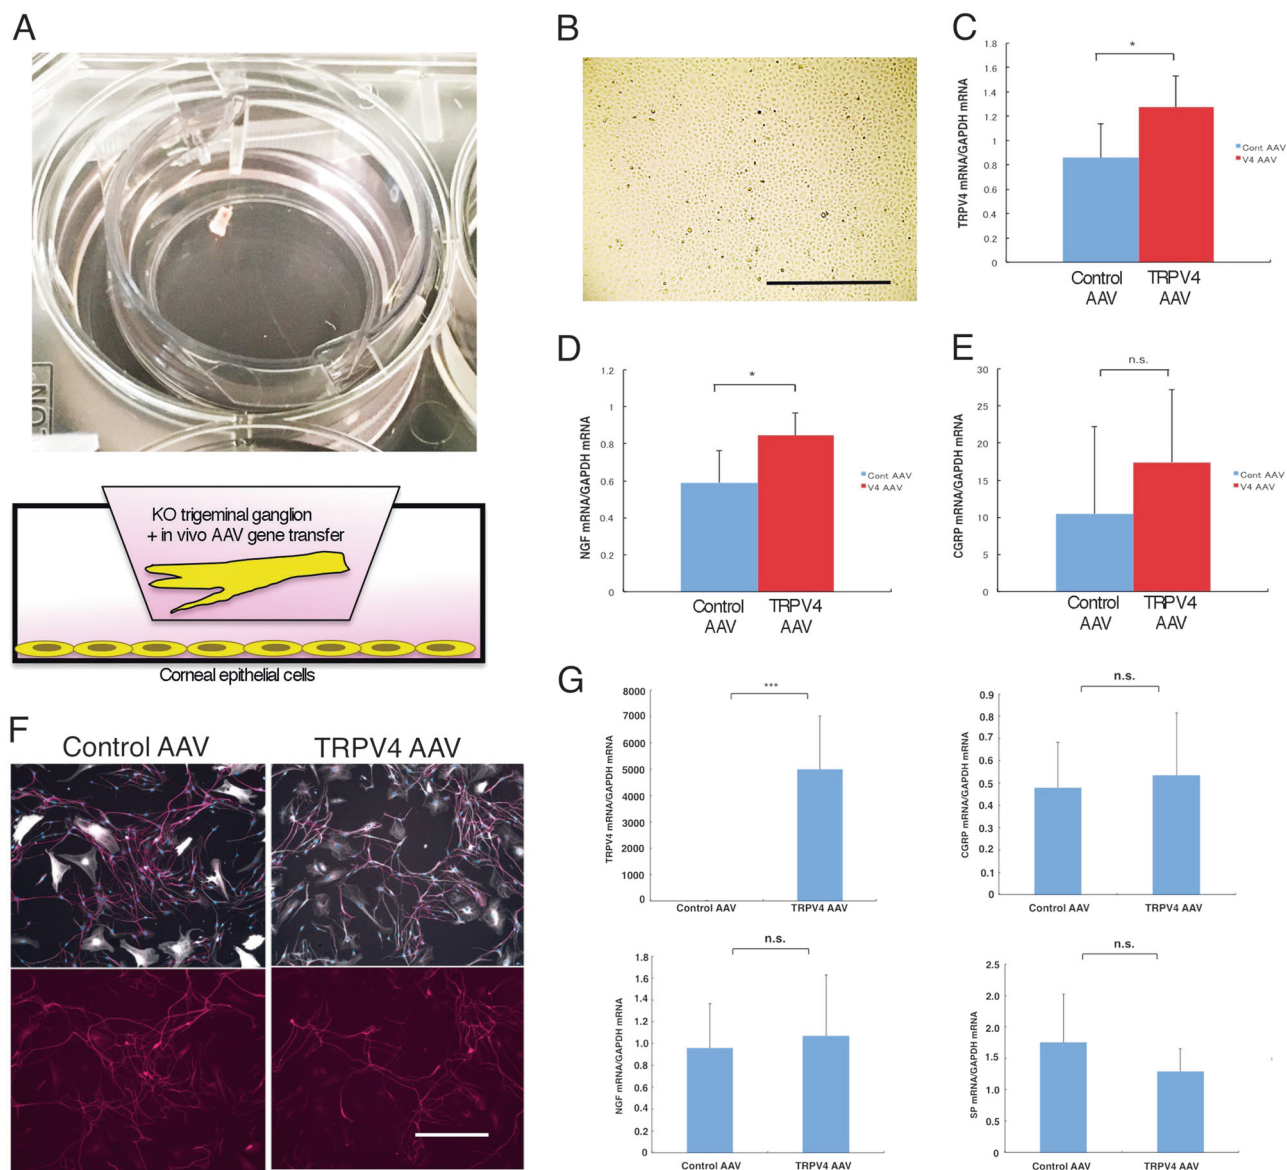 A
B
C
1.8
1.6
1.4
1.2
1
0.8
0.6
0.4
0.2
0
TRPV4 mRNA/GAPDH mRNA
*
Cont AAV
V4 AAV
Control
AAV
TRPV4
AAV
D
1.2
1
0.8
0.6
0.4
0.2
0
NGF mRNA/GAPDH mRNA
*
Cont AAV
V4 AAV
Control
AAV
TRPV4
AAV
E
30
25
20
15
10
5
0
CGRP mRNA/GAPDH mRNA
n.s.
Cont AAV
V4 AAV
Control
AAV
TRPV4
AAV
KO trigeminal ganglion
+ in vivo AAV gene transfer
Corneal epithelial cells
F
Control AAV
TRPV4 AAV
G
8000
7000
6000
5000
4000
3000
2000
1000
0
TRPV4 mRNA/GAPDH mRNA
***
Control AAV
TRPV4 AAV
0.9
0.8
0.7
0.6
0.5
0.4
0.3
0.2
0.1
0
CGRP mRNA/GAPDH mRNA
n.s.
Control AAV
TRPV4 AAV
1.8
1.6
1.4
1.2
1.0
0.8
0.6
0.4
0.2
0
NGF mRNA/GAPDH mRNA
n.s.
Control AAV
TRPV4 AAV
2.5
2.0
2.0
1.5
1.0
0.5
0.0
SP mRNA/GAPDH mRNA
n.s.
Control AAV
TRPV4 AAV